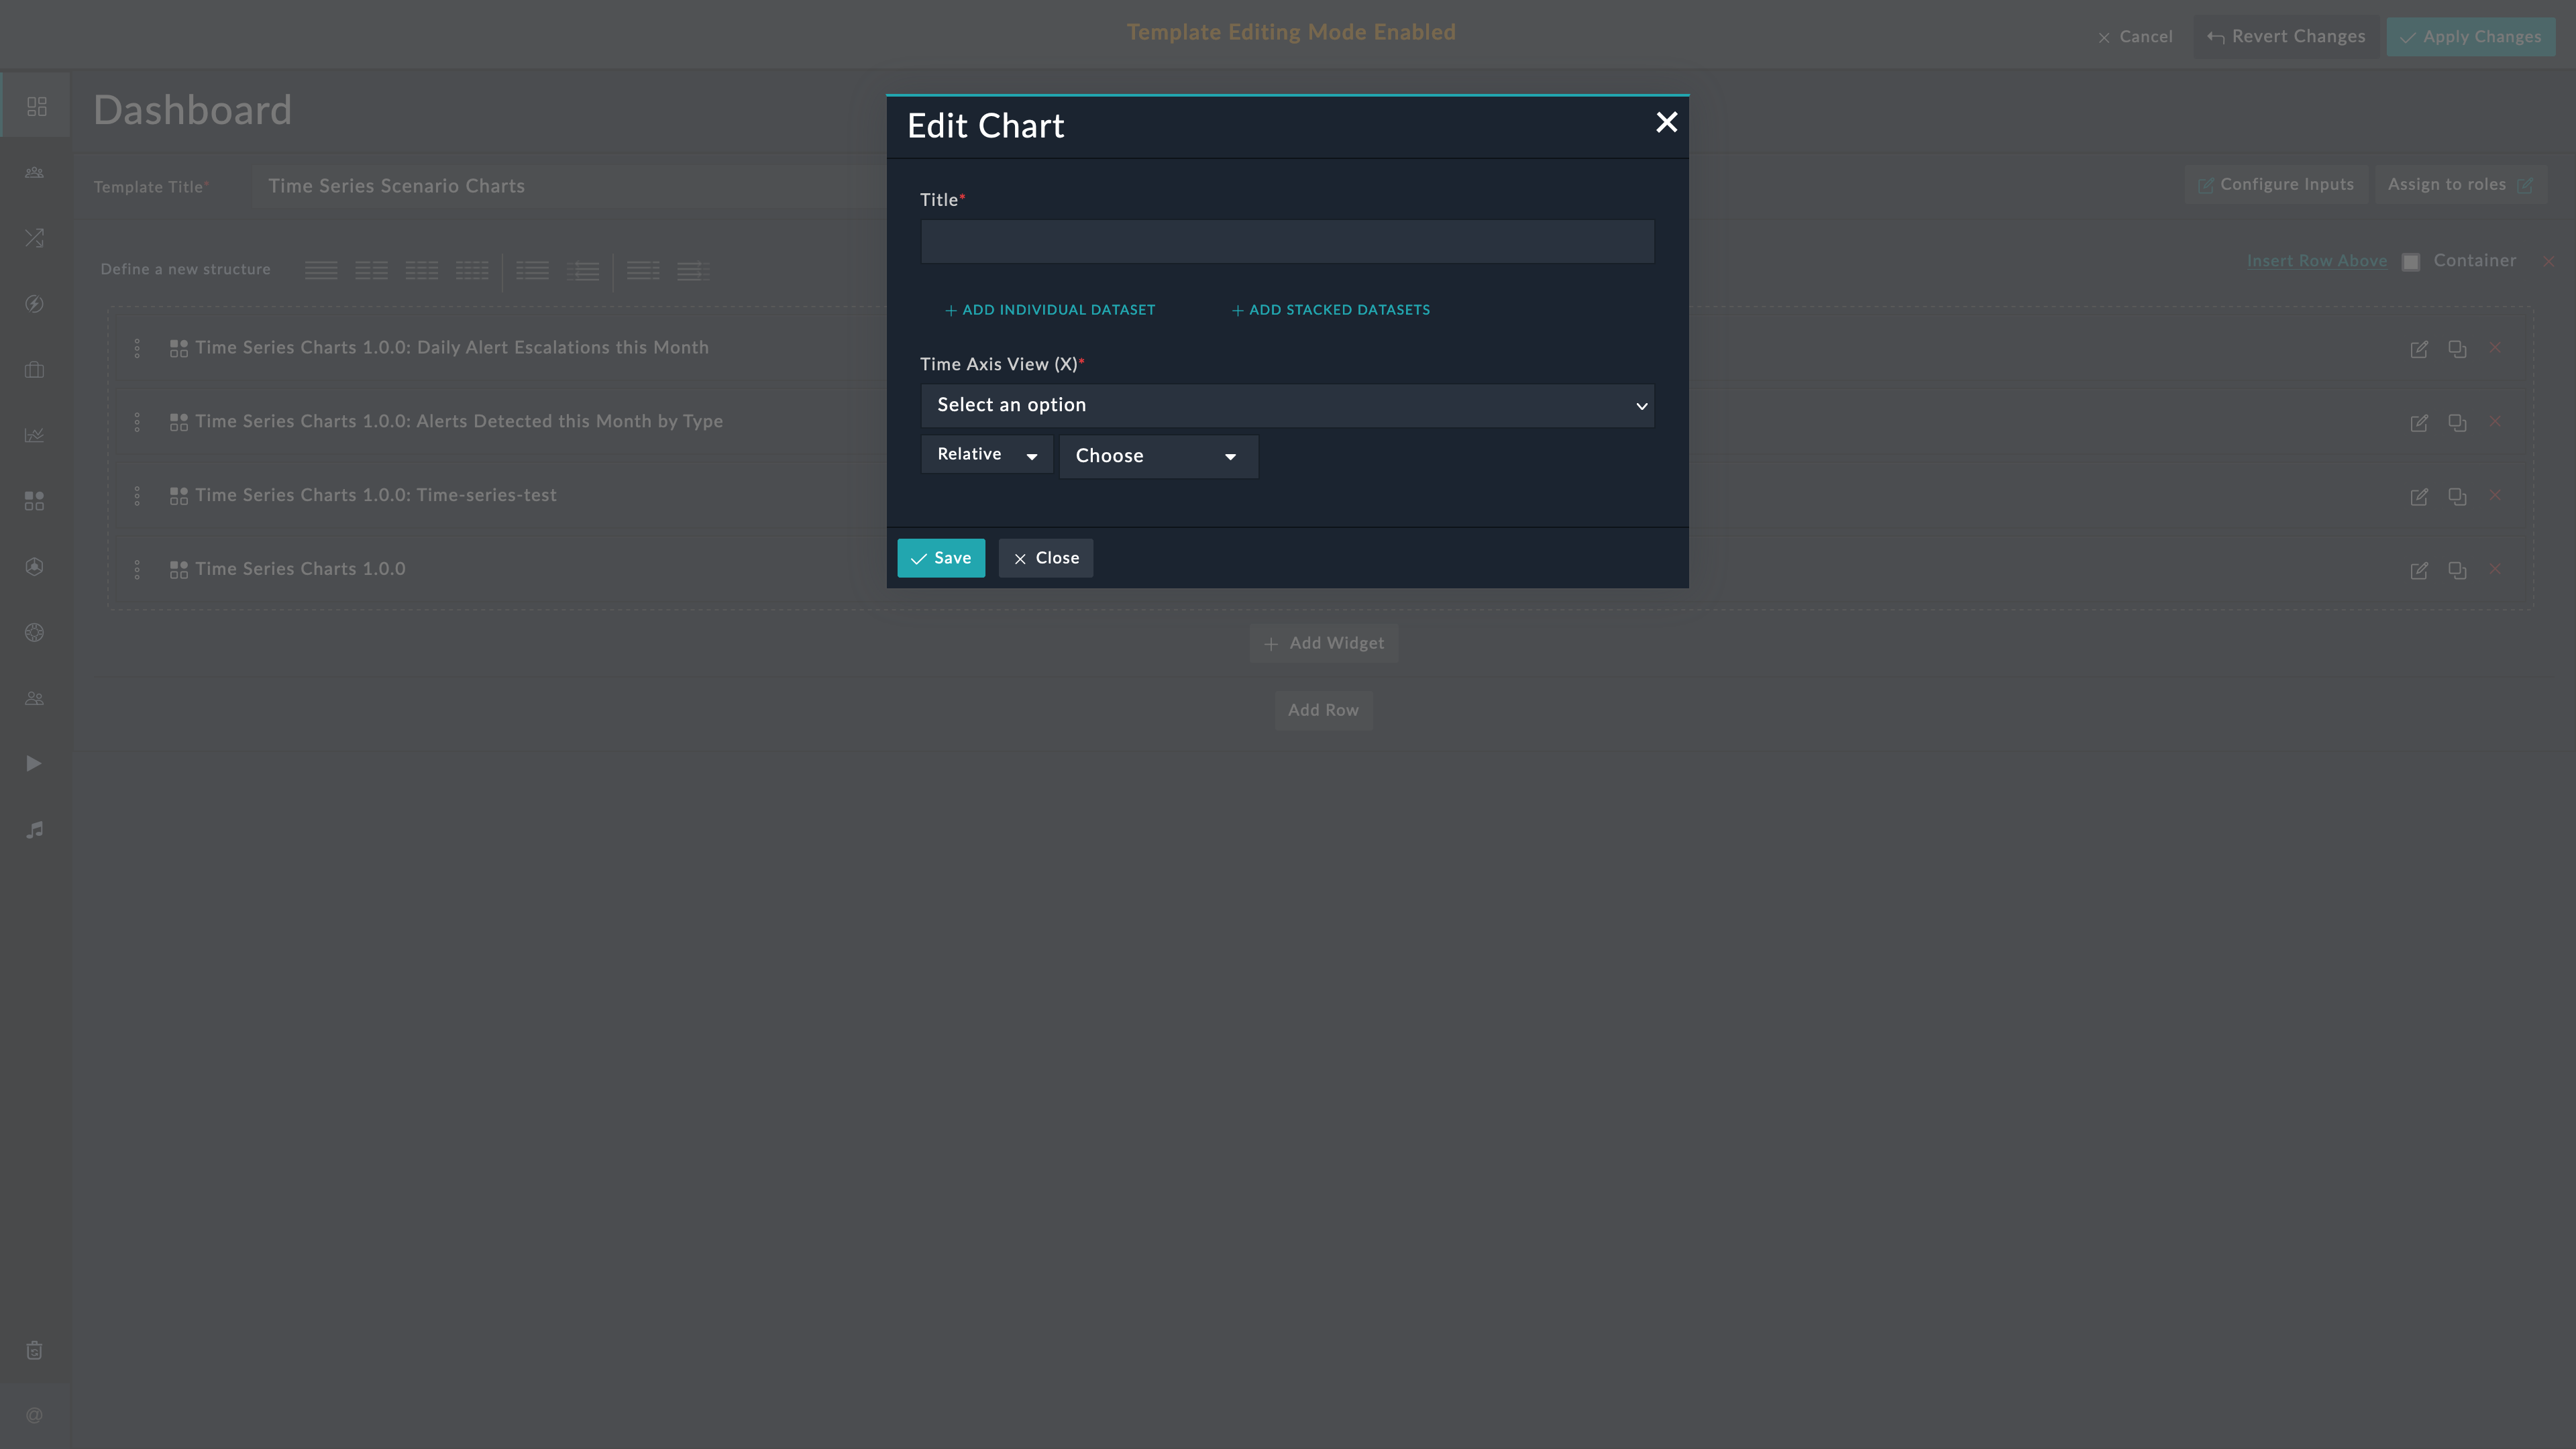 Template Editing Mode Enabled
Cancel
Revert Changes
Apply Changes
Dashboard
Template Title*
Time Series Scenario Charts
Configure Inputs
Assign to roles
Define a new structure
Insert Row Above
Container
Time Series Charts 1.0.0: Daily Alert Escalations this Month
Time Series Charts 1.0.0: Alerts Detected this Month by Type
Time Series Charts 1.0.0: Time-series-test
Time Series Charts 1.0.0
Add Widget
Add Row
Edit Chart
Title*
+ ADD INDIVIDUAL DATASET
+ ADD STACKED DATASETS
Time Axis View (X)*
Select an option
Relative
Choose
Save
Close